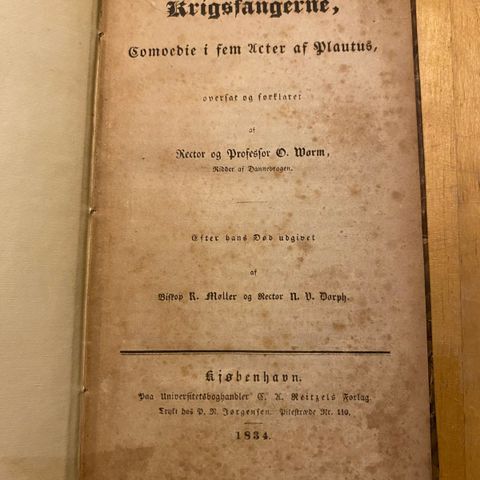 Krigsfangerne,
Comoedie i fem Acter af Plautus,
oversat og forklaret
af
Rector og Professor O. Worm,
Ridder af Dannebrogen.
Efter hans Død udgivet
af
Biskop R. Møller og Rector N. V. Dorph.
Kjøbenhavn.
Paa Universitetsboghandler C. A. Reitzels Forlag.
Trykt hos P. N. Jørgensen. Pilestræde Nr. 110.
1834.